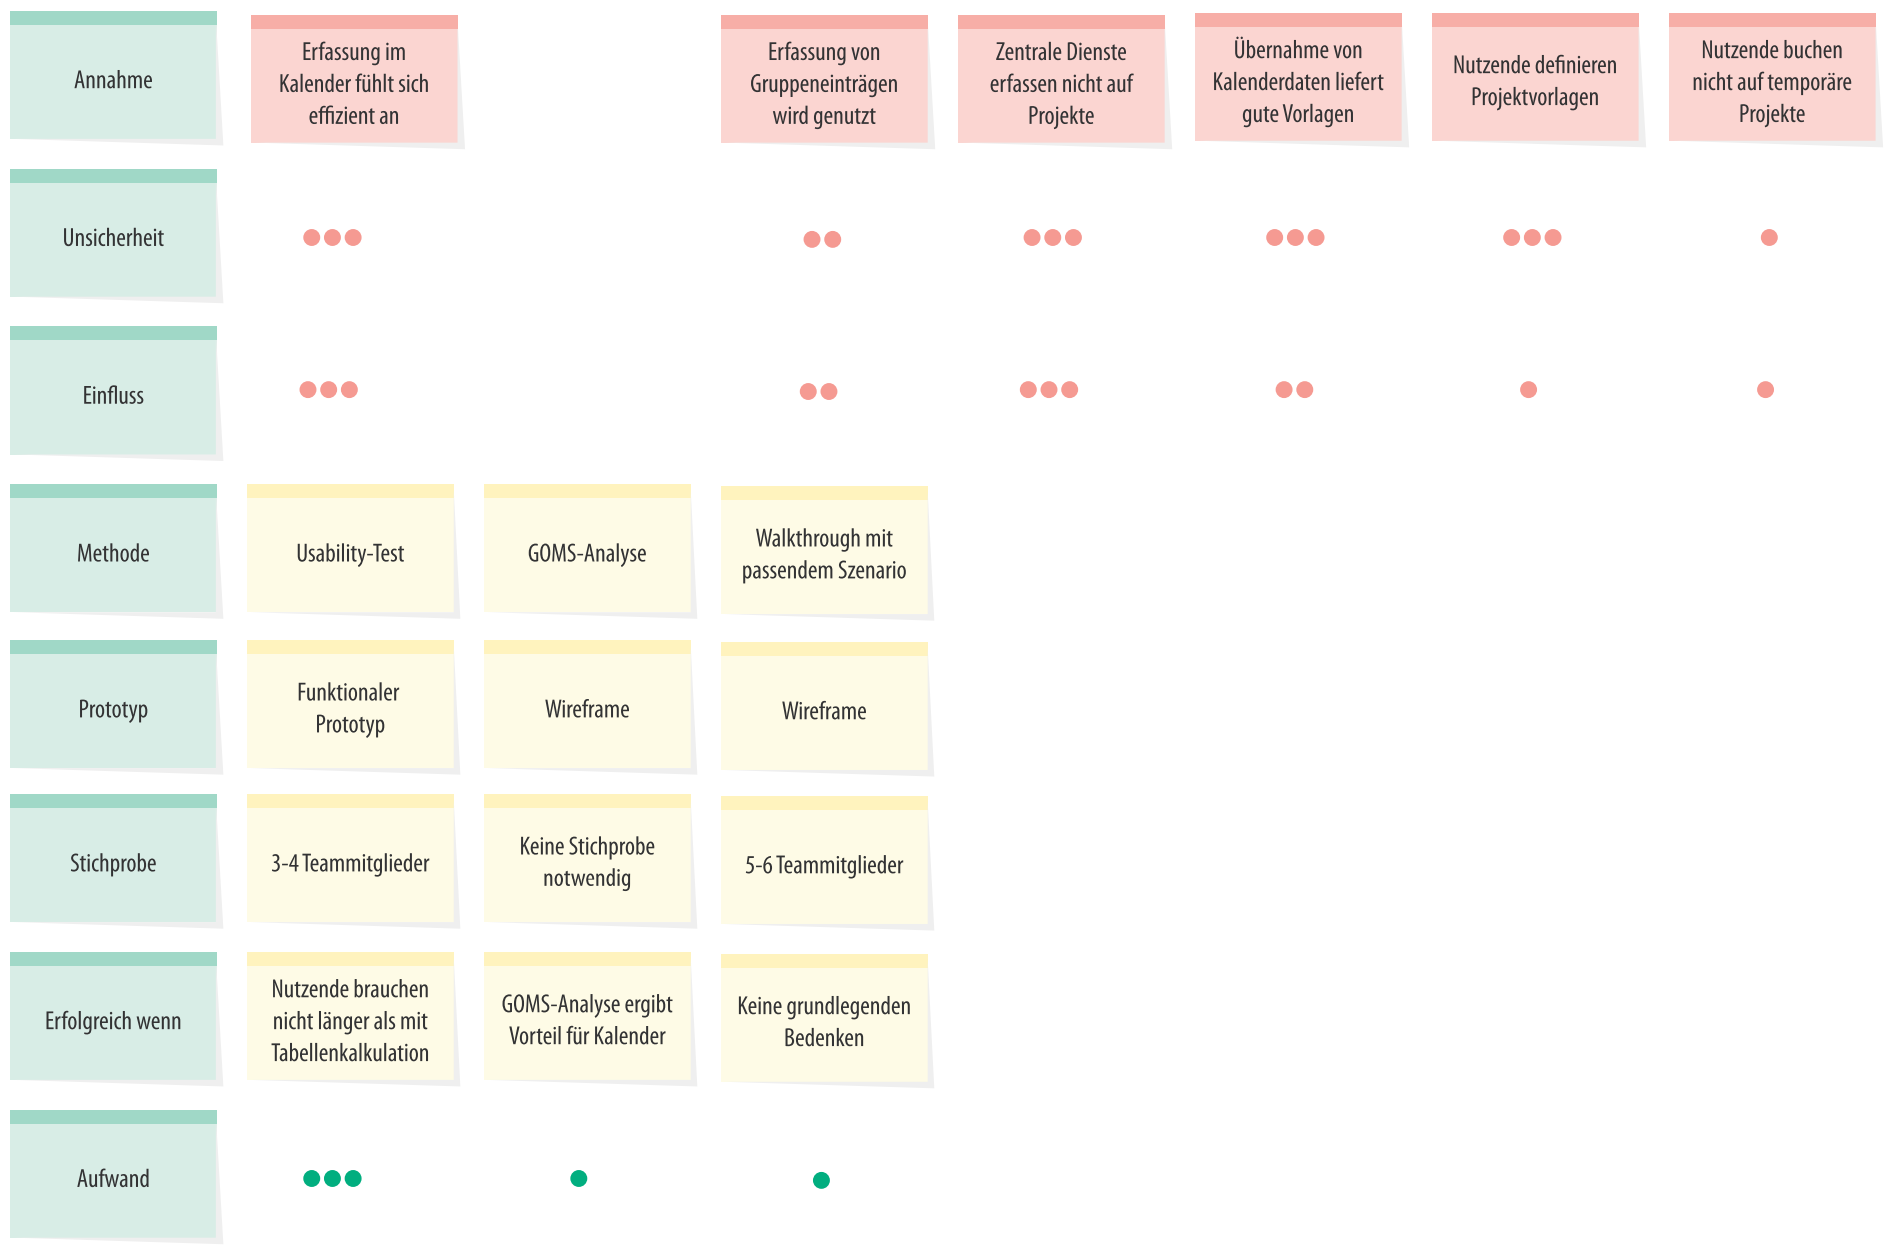 Annahme
Erfassung im
Kalender fühlt sich
effizient an
Erfassung von
Gruppeneinträgen
wird genutzt
Zentrale Dienste
erfassen nicht auf
Projekte
Übernahme von
Kalenderdaten liefert
gute Vorlagen
Nutzende definieren
Projektvorlagen
Nutzende buchen
nicht auf temporäre
Projekte
Unsicherheit
Einfluss
Methode
Usability-Test
GOMS-Analyse
Walkthrough mit
passendem Szenario
Prototyp
Funktionaler
Prototyp
Wireframe
Wireframe
Stichprobe
3-4 Teammitglieder
Keine Stichprobe
notwendig
5-6 Teammitglieder
Erfolgreich wenn
Nutzende brauchen
nicht länger als mit
Tabellenkalkulation
GOMS-Analyse ergibt
Vorteil für Kalender
Keine grundlegenden
Bedenken
Aufwand